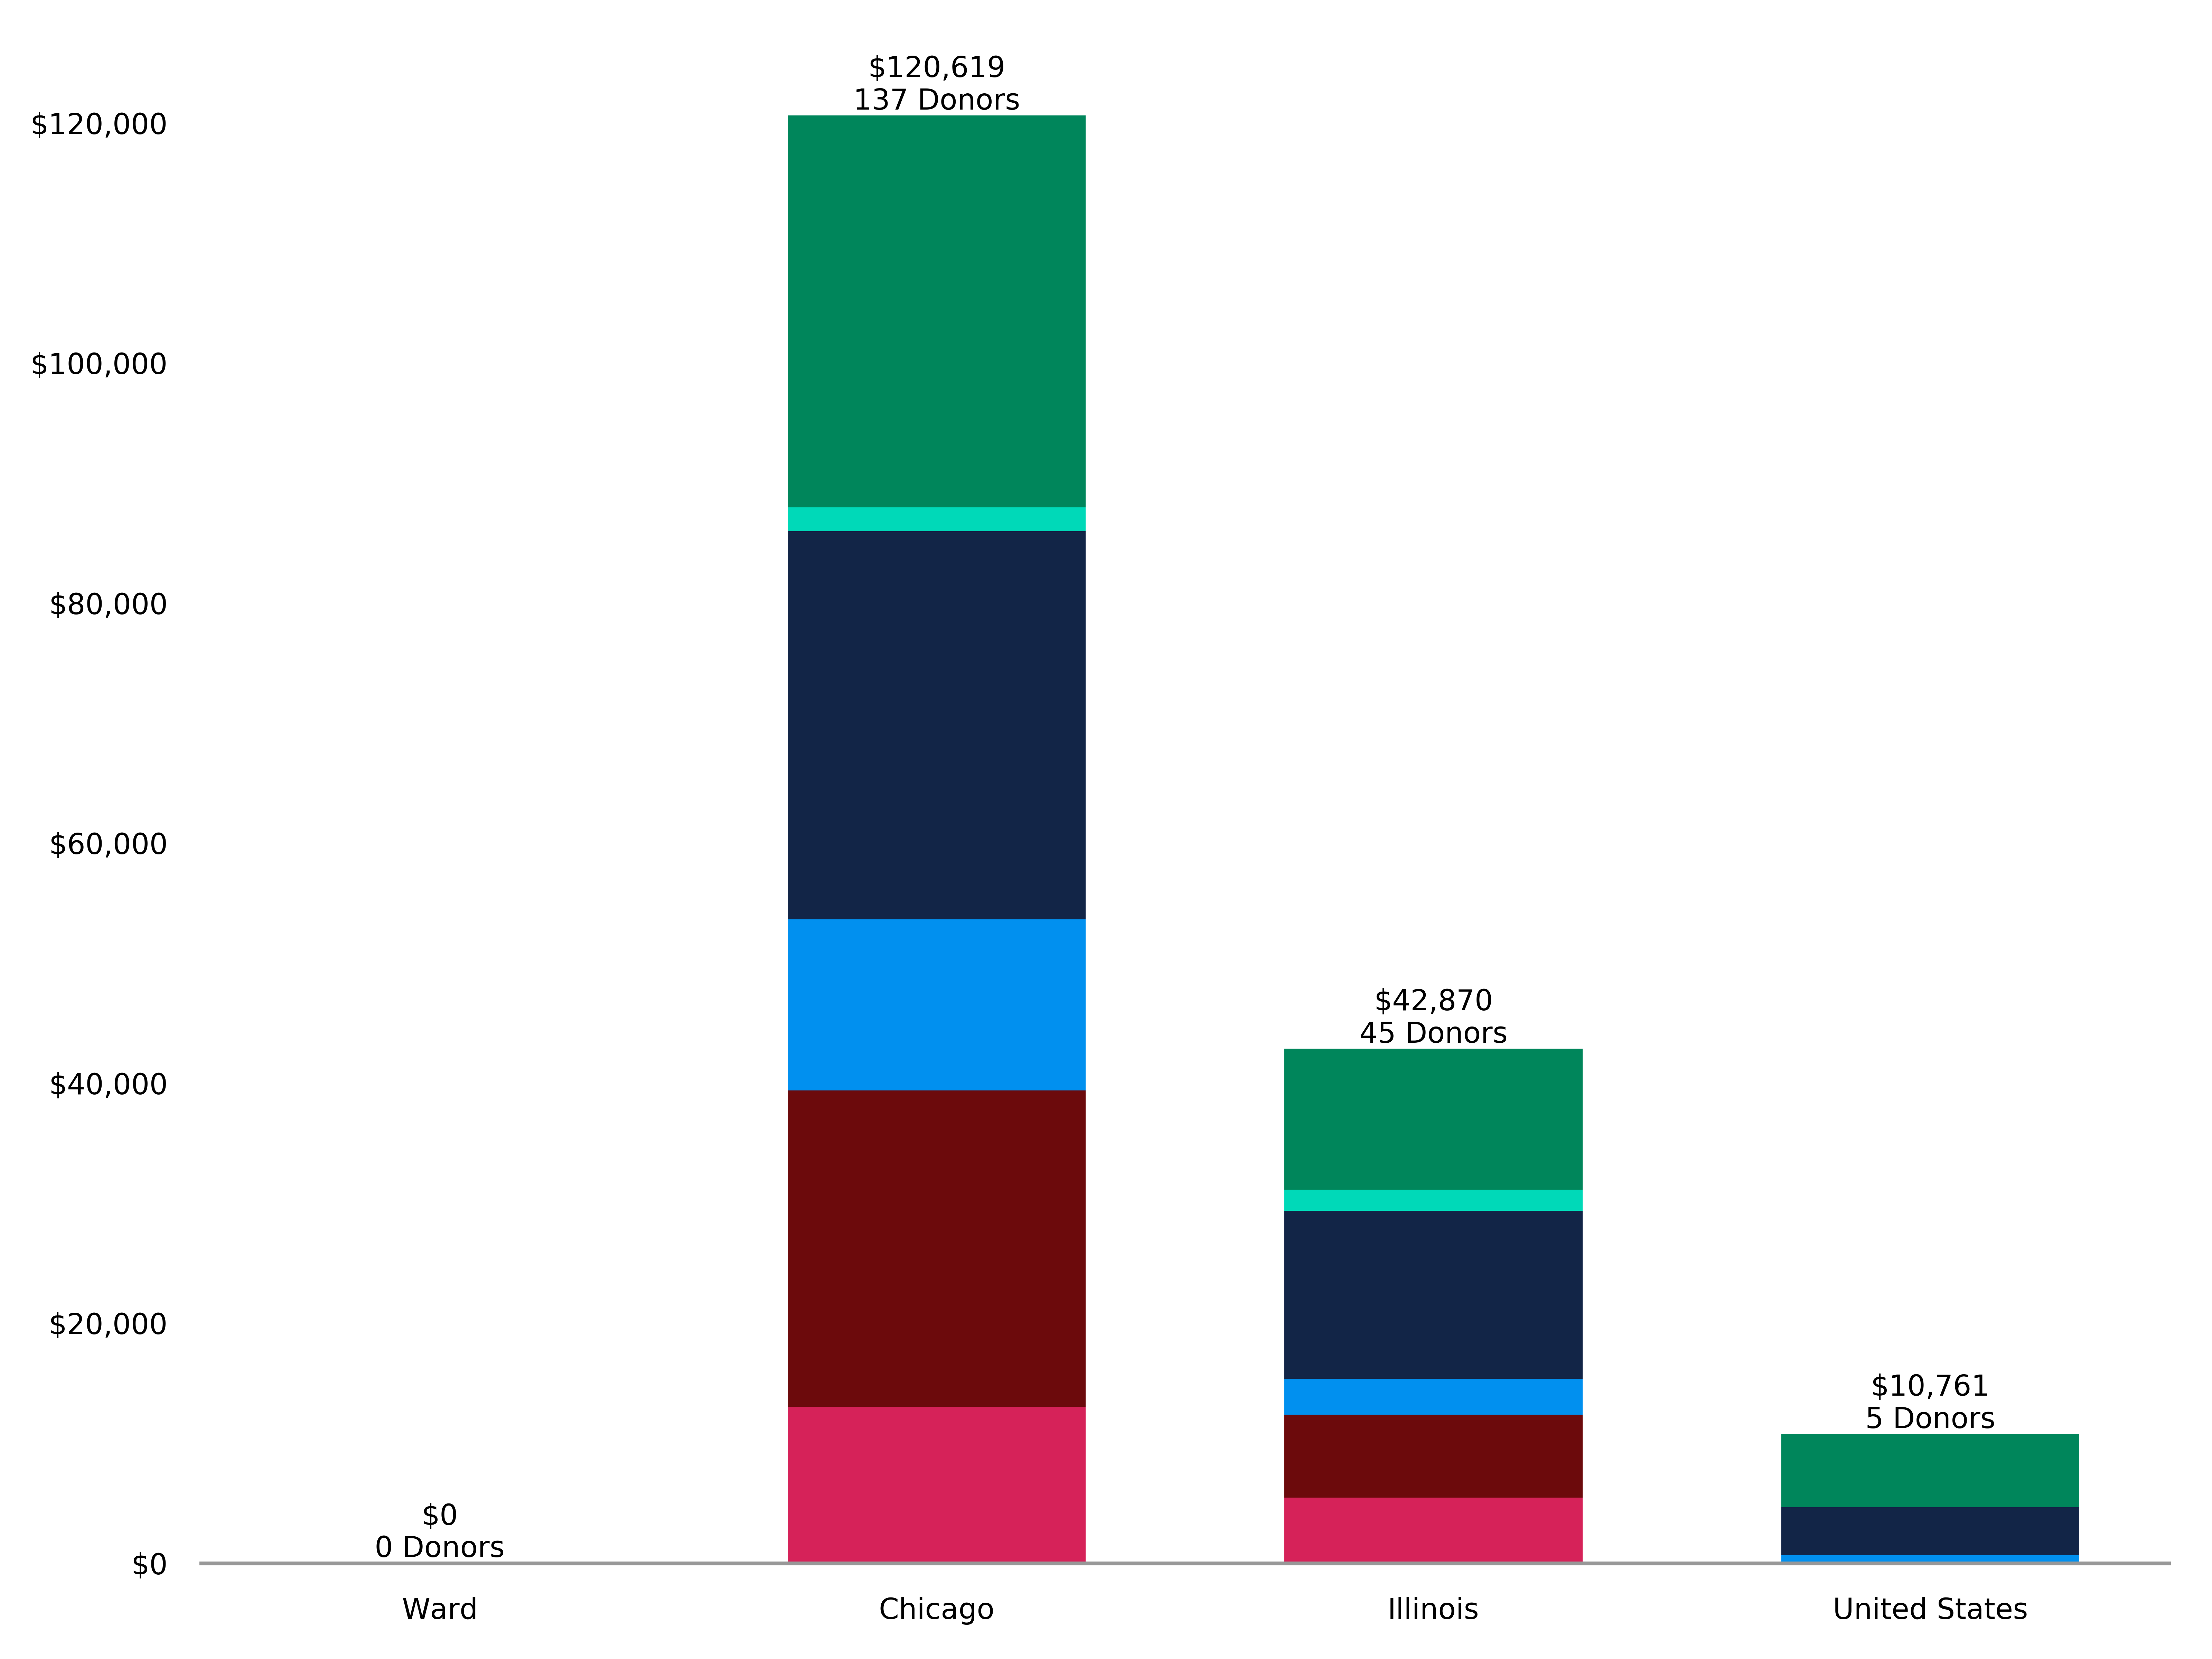 $120,619
137 Donors
$120,000
$100,000
$80,000
$60,000
$42,870
45 Donors
$40,000
$20,000
$10,761
5 Donors
$0
0 Donors
$0
Ward
Chicago
Illinois
United States